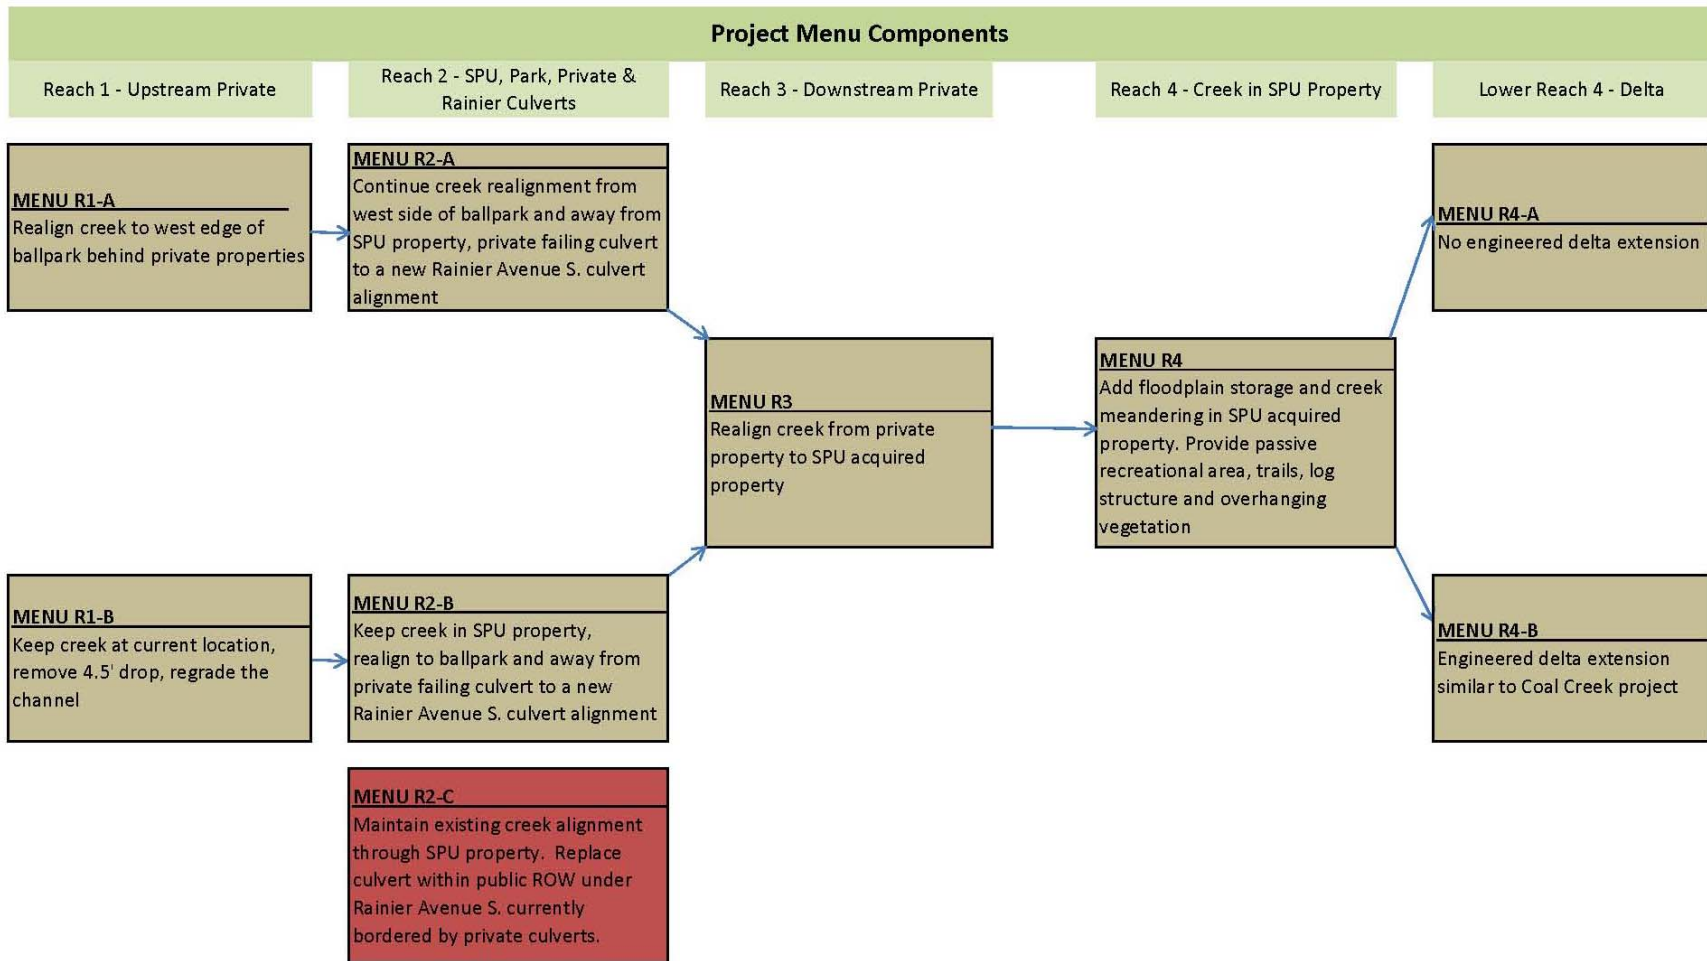 Project Menu Components
Reach 1 - Upstream Private
Reach 2 - SPU, Park, Private &
Rainier Culverts
Reach 3 - Downstream Private
Reach 4 - Creek in SPU Property
Lower Reach 4 - Delta
MENU R1-A
Realign creek to west edge of
ballpark behind private properties
MENU R2-A
Continue creek realignment from
west side of ballpark and away from
SPU property, private failing culvert
to a new Rainier Avenue S. culvert
alignment
MENU R4-A
No engineered delta extension
MENU R3
Realign creek from private
property to SPU acquired
property
MENU R4
Add floodplain storage and creek
meandering in SPU acquired
property. Provide passive
recreational area, trails, log
structure and overhanging
vegetation
MENU R1-B
Keep creek at current location,
remove 4.5' drop, regrade the
channel
MENU R2-B
Keep creek in SPU property,
realign to ballpark and away from
private failing culvert to a new
Rainier Avenue S. culvert alignment
MENU R4-B
Engineered delta extension
similar to Coal Creek project
MENU R2-C
Maintain existing creek alignment
through SPU property.  Replace
culvert within public ROW under
Rainier Avenue S. currently
bordered by private culverts.